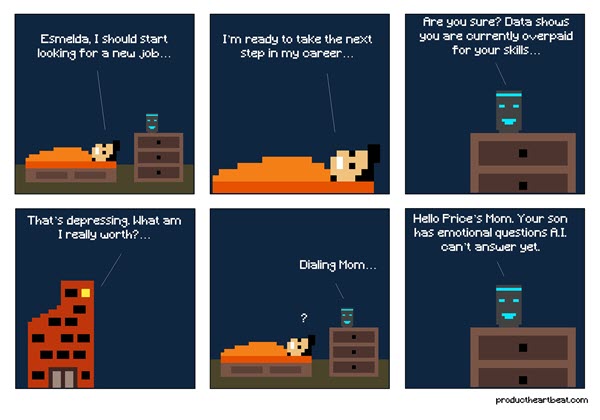 Esmelda, I should start
looking for a new job...
I'm ready to take the next
step in my career...
Are you sure? Data shows
you are currently overpaid
for your skills...
That's depressing. What am
I really worth?...
Dialing Mom...
?
Hello Price's Mom. Your son
has emotional questions A.I.
can't answer yet.
productheartbeat.com